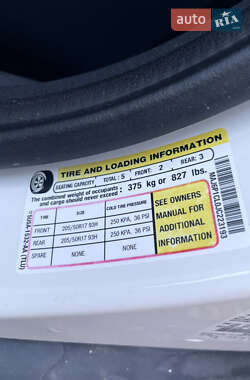 AUTO.RIA
TIRE AND LOADING INFORMATION
SEATING CAPACITY TOTAL : 5 FRONT: 2 REAR: 3
The combined weight of occupants and cargo should never exceed : 375 kg or 827 lbs.
TIRE SIZE COLD TIRE PRESSURE
FRONT 205/50R17 93H 250 KPA, 36 PSI
REAR 205/50R17 93H 250 KPA, 36 PSI
SPARE NONE NONE
SEE OWNERS
MANUAL FOR
ADDITIONAL
INFORMATION